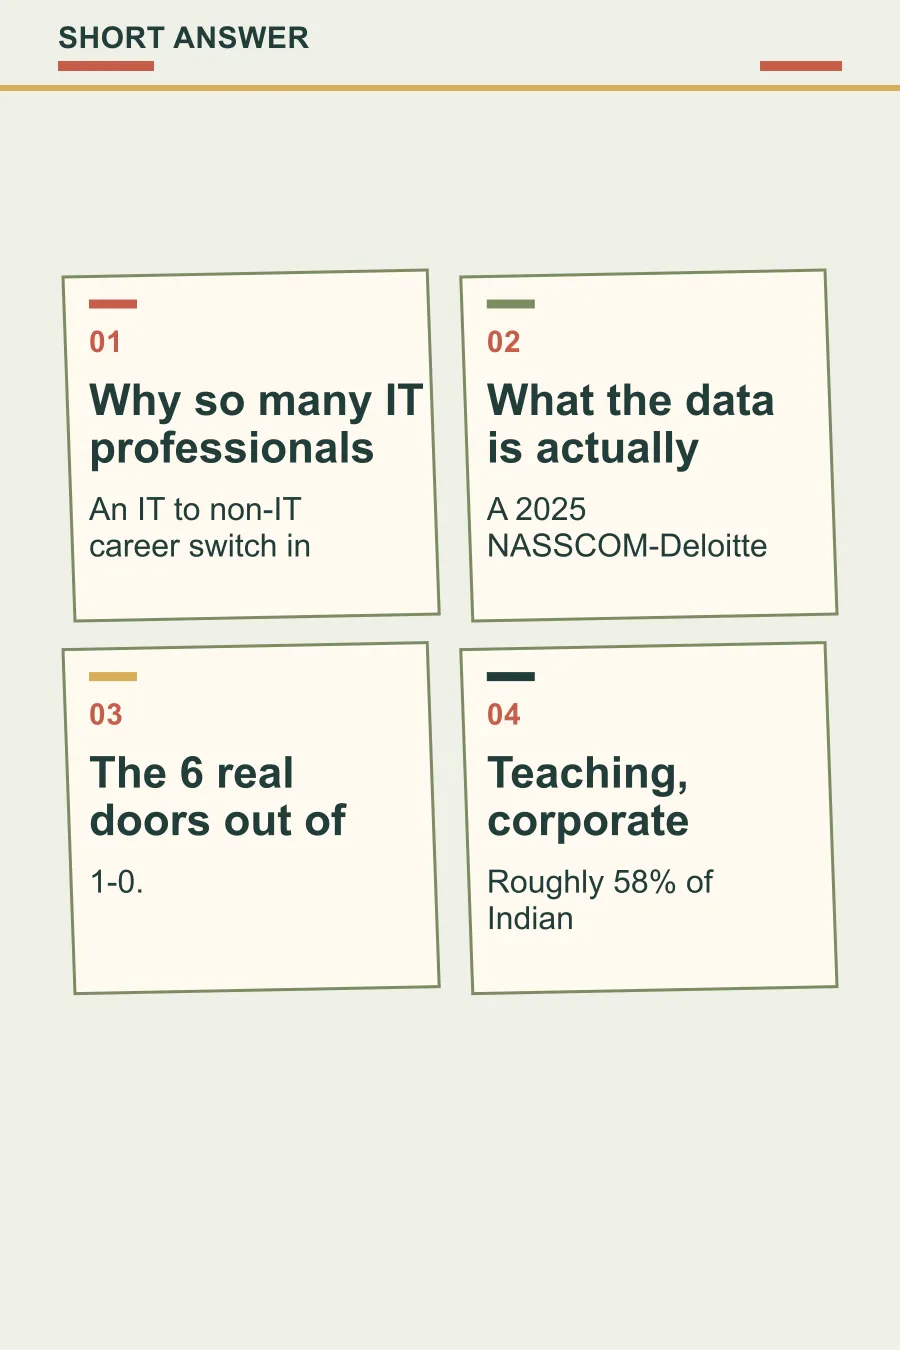 SHORT ANSWER
01
Why so many IT
professionals
An IT to non-IT
career switch in
02
What the data
is actually
A 2025
NASSCOM-Deloitte
03
The 6 real
doors out of
1-0.
04
Teaching,
corporate
Roughly 58% of
Indian